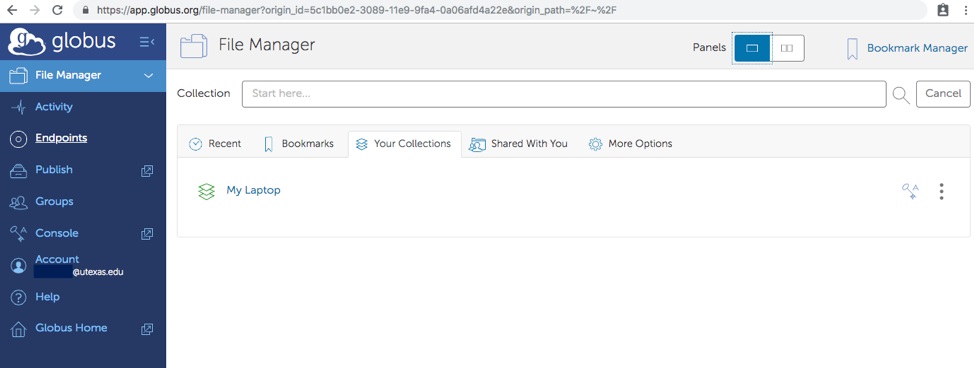 https://app.globus.org/file-manager?origin_id=5c1bb0e2-3089-11e9-9fa4-0a06afd4a22e&origin_path=%2F~%2F
globus
File Manager
Panels
Bookmark Manager
File Manager
Activity
Endpoints
Publish
Groups
Console
Account
@utexas.edu
Help
Globus Home
Collection
Start here...
Cancel
Recent
Bookmarks
Your Collections
Shared With You
More Options
My Laptop